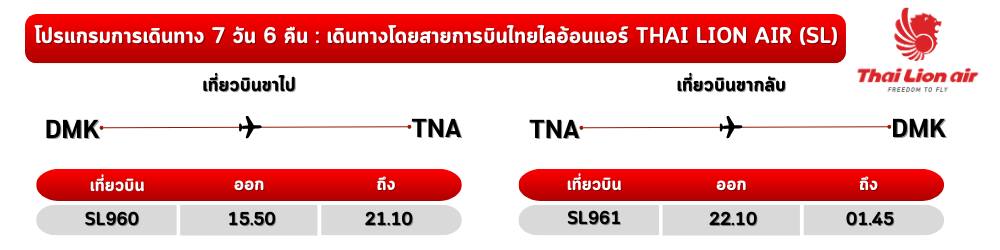 โปรแกรมการเดินทาง 7 วัน 6 คืน : เดินทางโดยสายการบินไทยไลอ้อนแอร์ THAI LION AIR (SL)
Thai Lion air
FREEDOM TO FLY
เที่ยวบินขาไป
DMK TNA
เที่ยวบิน ออก ถึง
SL960 15.50 21.10
เที่ยวบินขากลับ
TNA DMK
เที่ยวบิน ออก ถึง
SL961 22.10 01.45